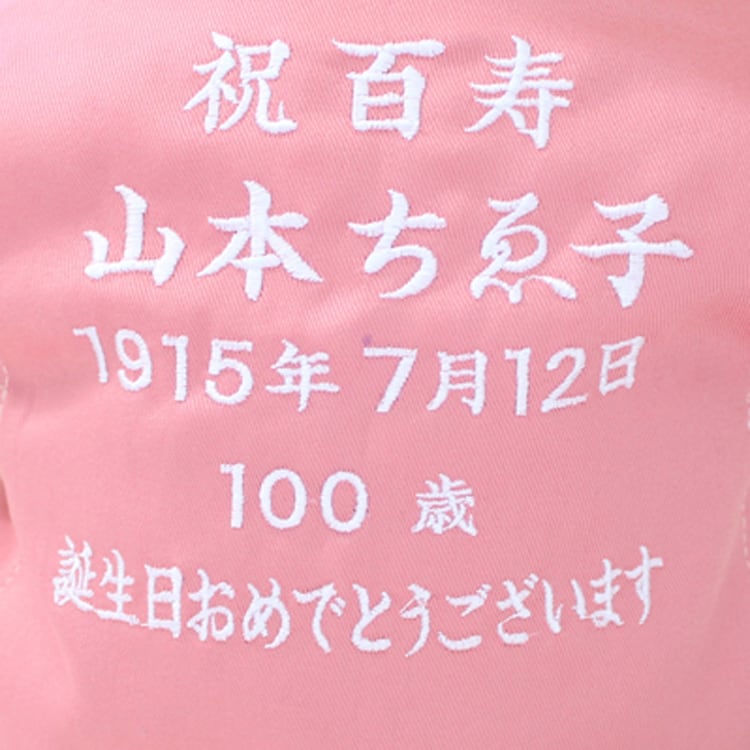 祝百寿
山本ちゑ子
1915年 7月12日
100 歳
誕生日おめでとうございます